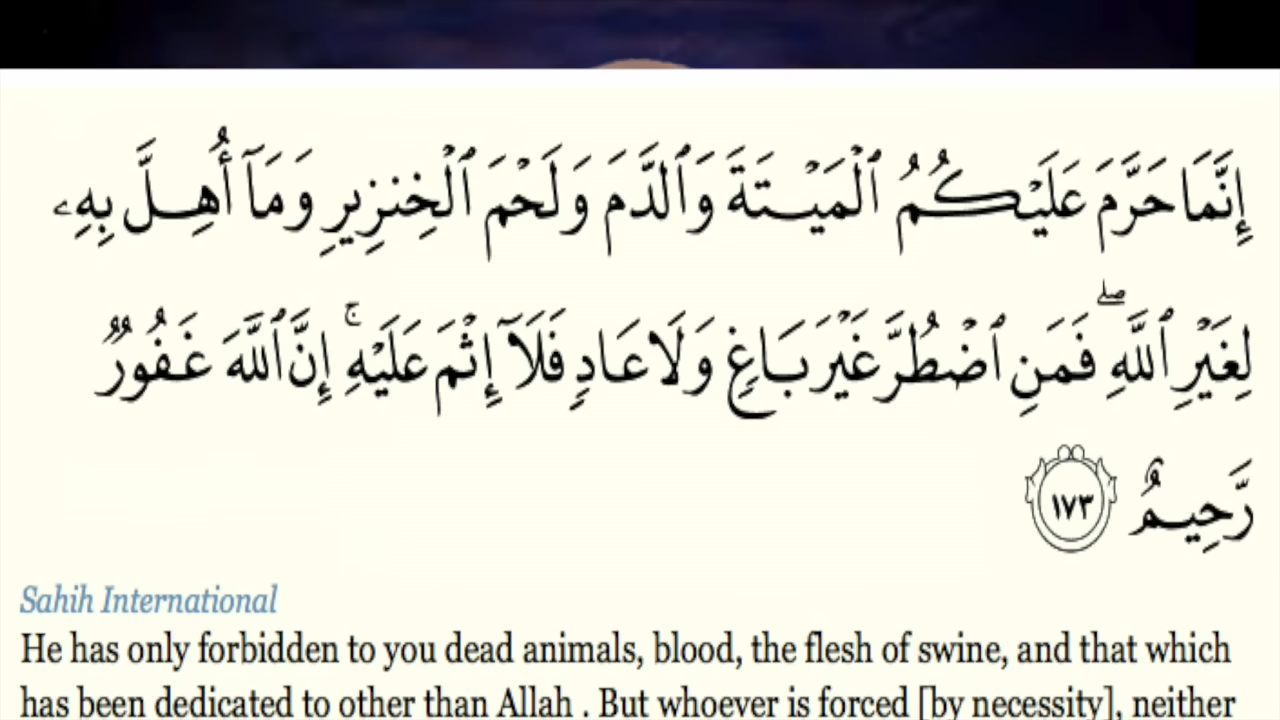 إِنَّمَا حَرَّمَ عَلَيْكُمُ ٱلْمَيْتَةَ وَٱلدَّمَ وَلَحْمَ ٱلْخِنزِيرِ وَمَآ أُهِلَّ بِهِۦ
لِغَيْرِ ٱللَّهِ ۖ فَمَنِ ٱضْطُرَّ غَيْرَ بَاغٍ وَلَا عَادٍ فَلَآ إِثْمَ عَلَيْهِ ۚ إِنَّ ٱللَّهَ غَفُورٌ
رَّحِيمٌ ١٧٣
Sahih International
He has only forbidden to you dead animals, blood, the flesh of swine, and that which
has been dedicated to other than Allah . But whoever is forced [by necessity], neither